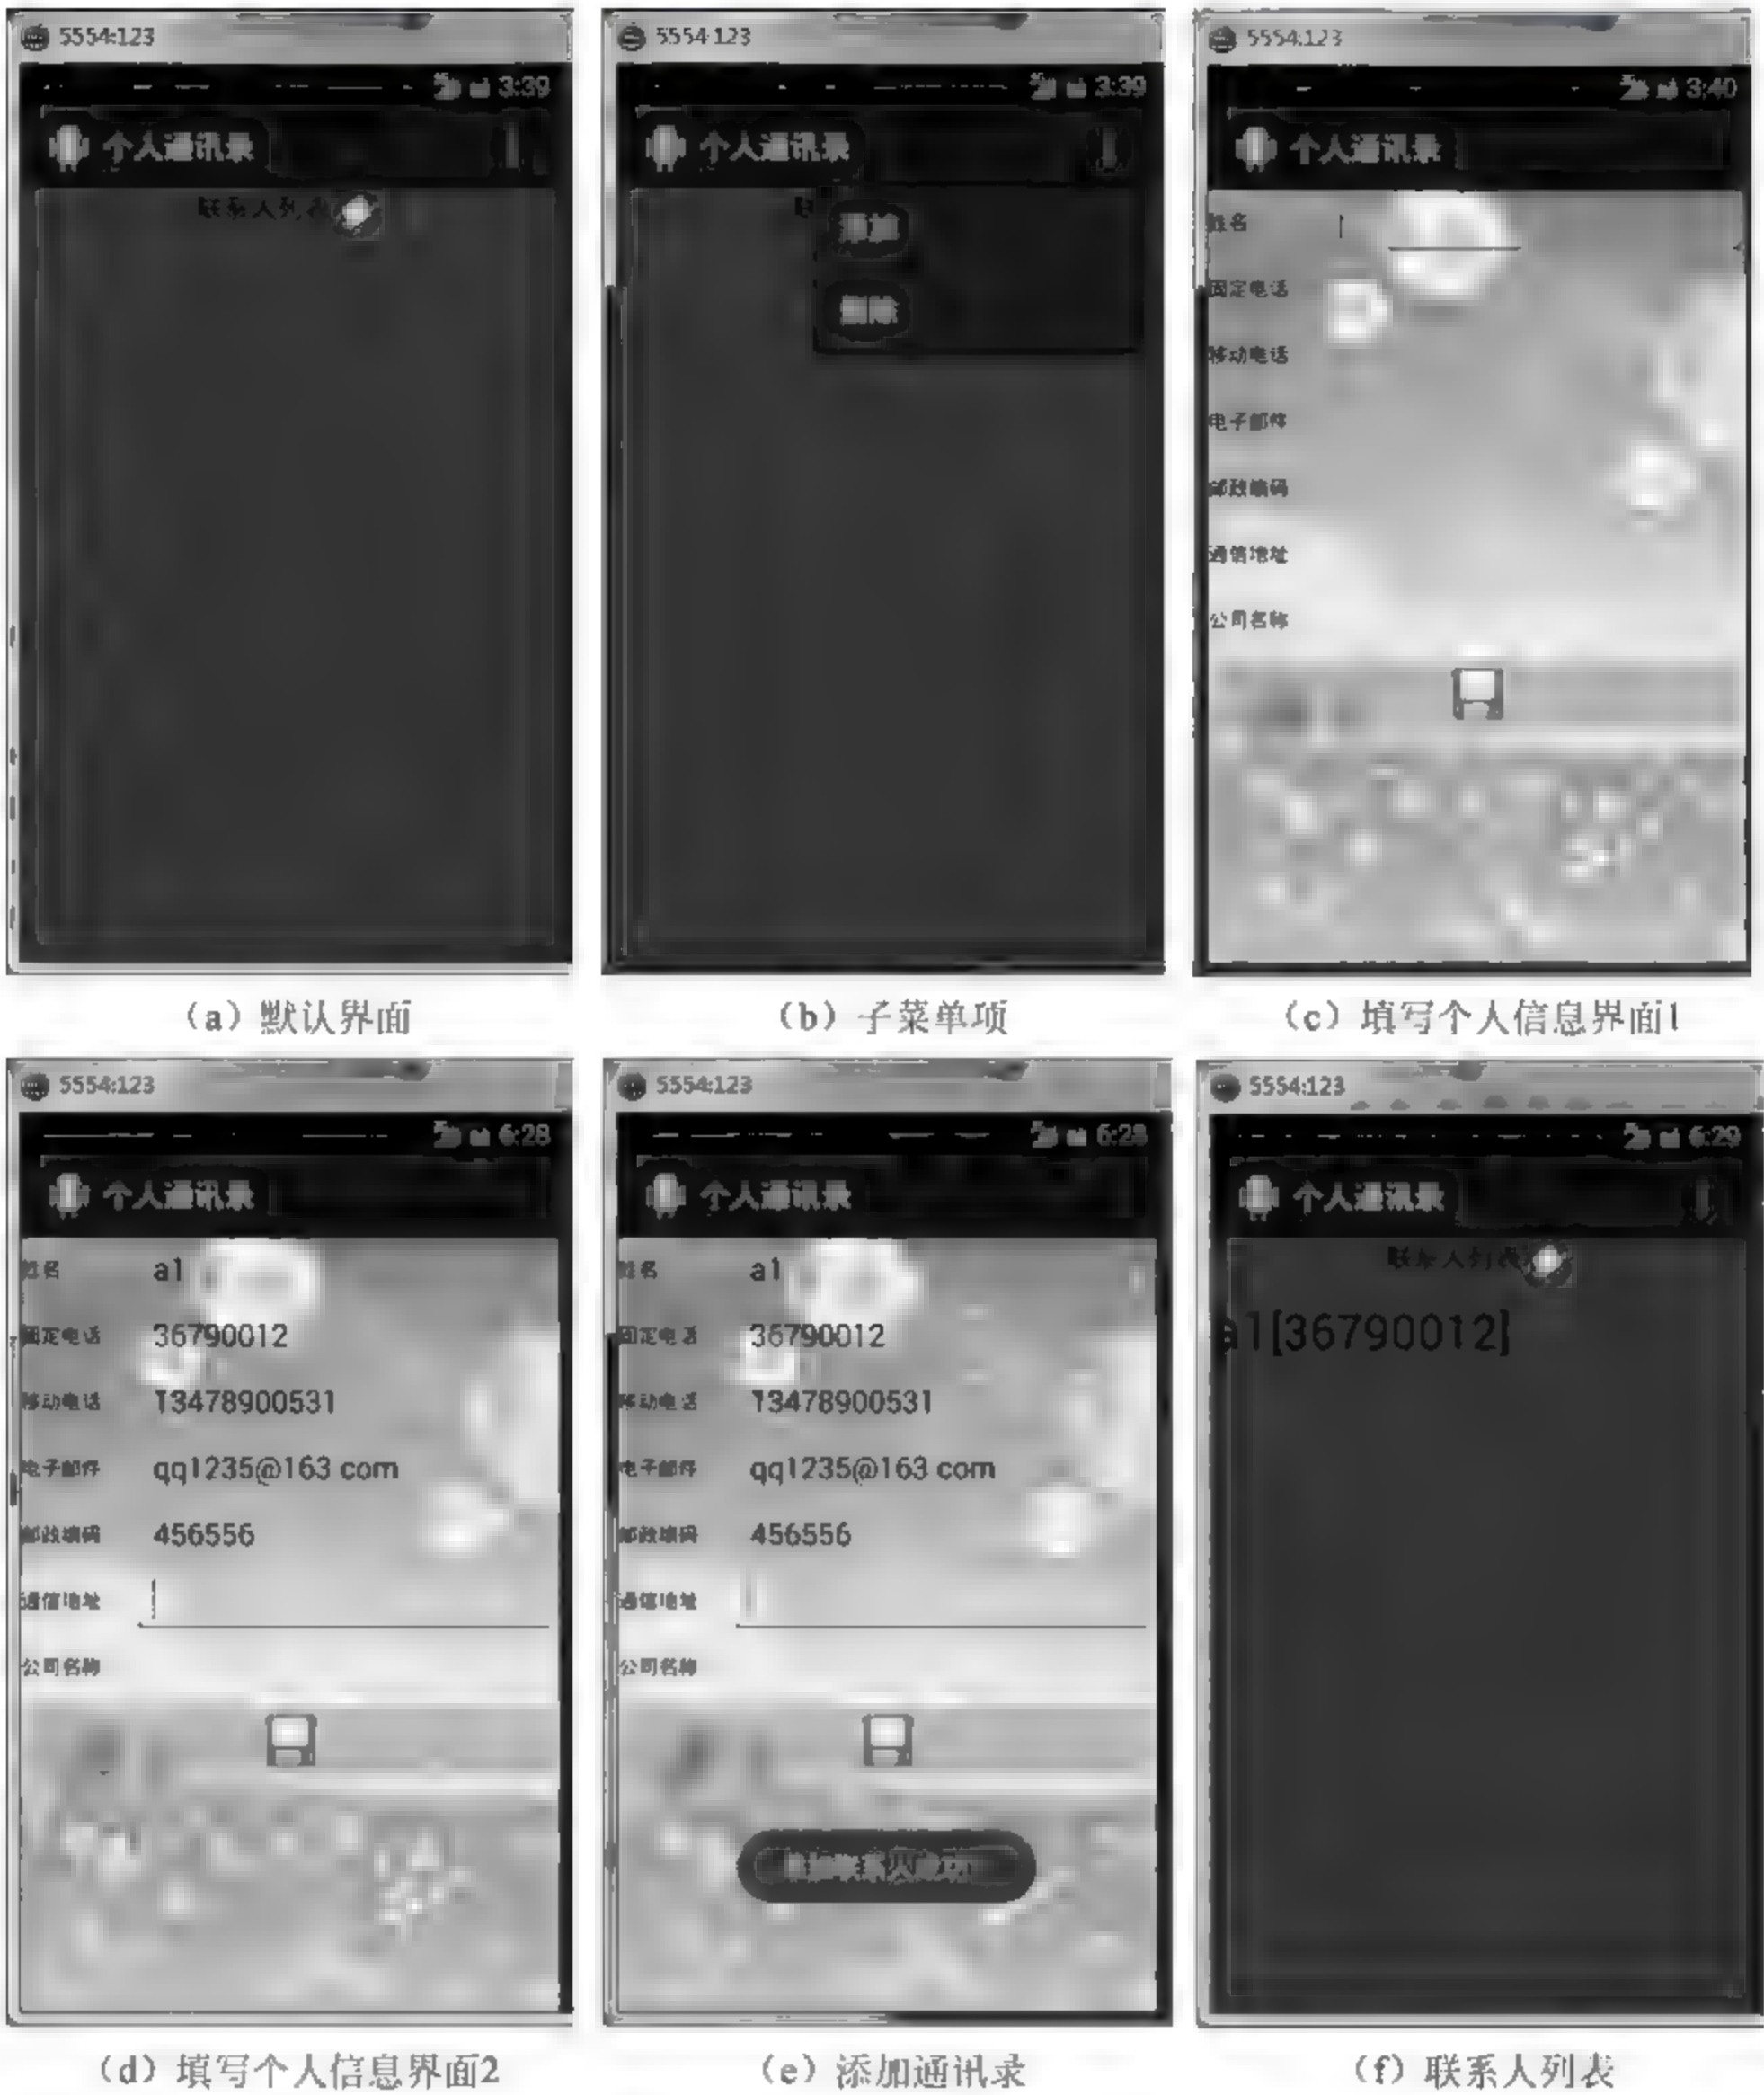 5554:123
3:39
个人通讯录
联系人列表
(a) 默认界面
5554:123
3:39
个人通讯录
添加
删除
(b) 子菜单项
5554:123
3:40
个人通讯录
姓名
固定电话
移动电话
电子邮件
邮政编码
通信地址
公司名称
(c) 填写个人信息界面1
5554:123
6:28
个人通讯录
姓名 a1
固定电话 36790012
移动电话 13478900531
电子邮件 qq1235@163 com
邮政编码 456556
通信地址
公司名称
(d) 填写个人信息界面2
5554:123
6:28
个人通讯录
姓名 a1
固定电话 36790012
移动电话 13478900531
电子邮件 qq1235@163 com
邮政编码 456556
通信地址
公司名称
(e) 添加通讯录
5554:123
6:29
个人通讯录
联系人列表
a1[36790012]
(f) 联系人列表